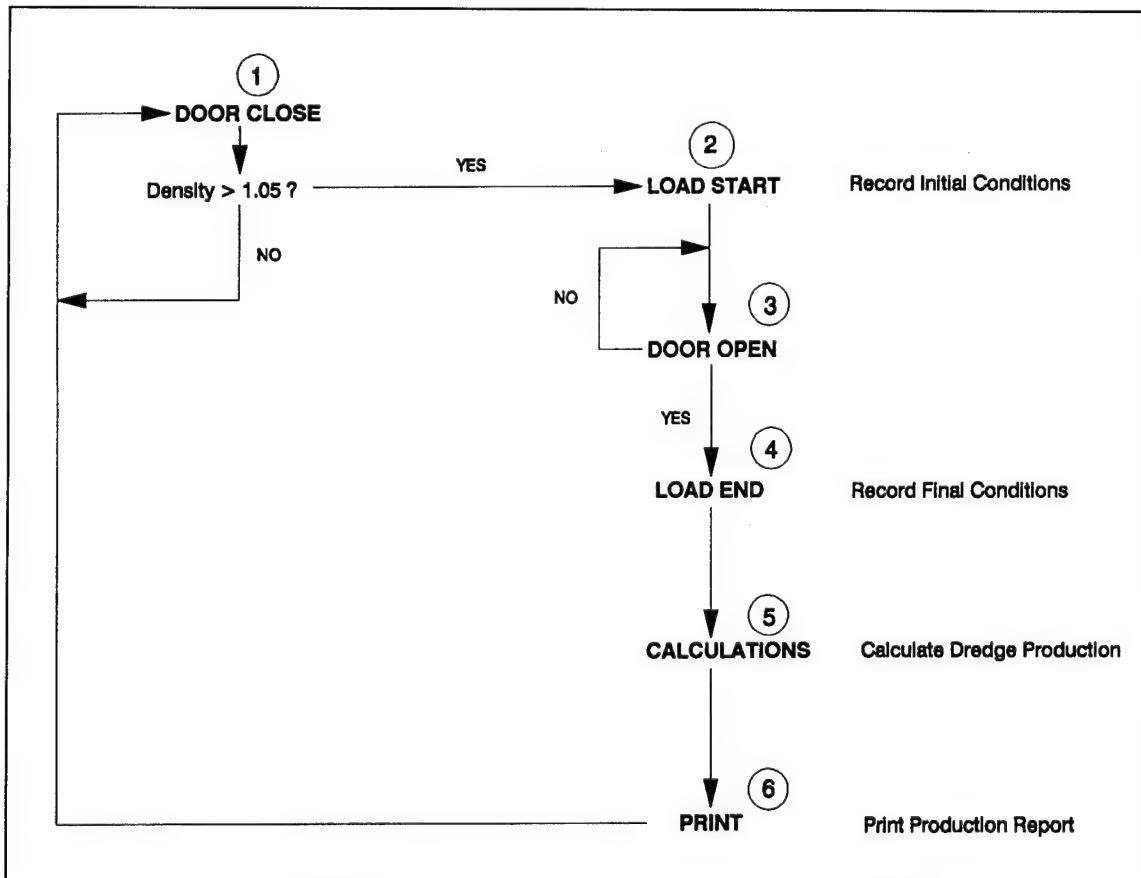 1
DOOR CLOSE
Density > 1.05 ?
YES
NO
2
LOAD START
Record Initial Conditions
NO
3
DOOR OPEN
YES
4
LOAD END
Record Final Conditions
5
CALCULATIONS
Calculate Dredge Production
6
PRINT
Print Production Report